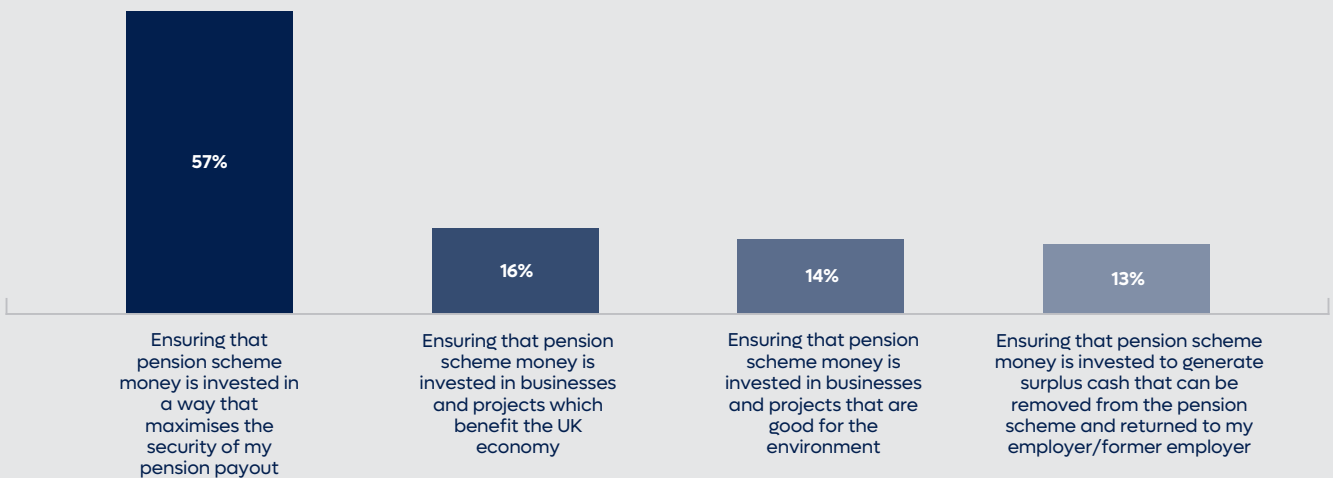 57%
16%
14%
13%
Ensuring that
pension scheme
money is invested in
a way that
maximises the
security of my
pension payout
Ensuring that pension
scheme money is
invested in businesses
and projects which
benefit the UK
economy
Ensuring that pension
scheme money is
invested in businesses
and projects that are
good for the
environment
Ensuring that pension scheme
money is invested to generate
surplus cash that can be
removed from the pension
scheme and returned to my
employer/former employer